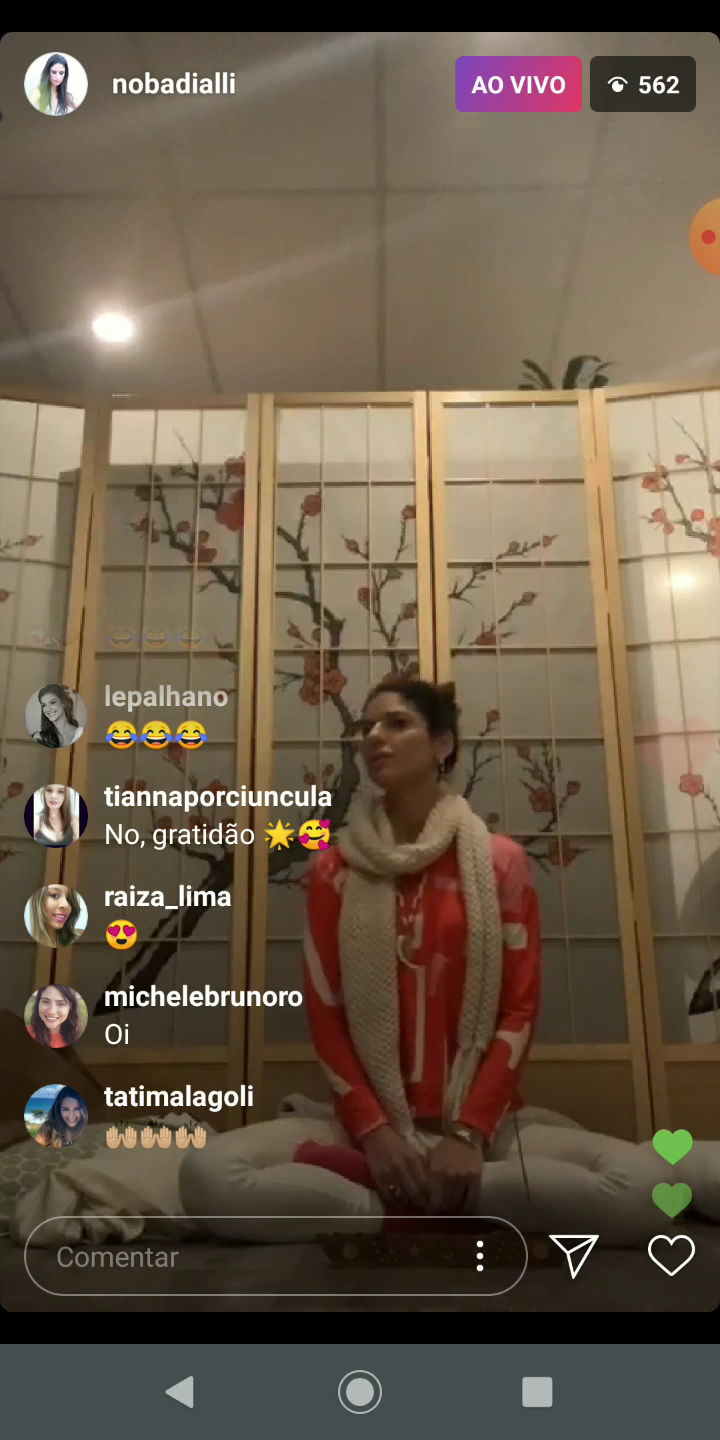 nobadialli
AO VIVO
562
😂😂😂
lepalhano
😂😂😂
tiannaporciuncula
No, gratidão 🌟🥰
raiza_lima
😍
michelebrunoro
Oi
tatimalagoli
🙌🏼🙌🏼🙌🏼
Comentar